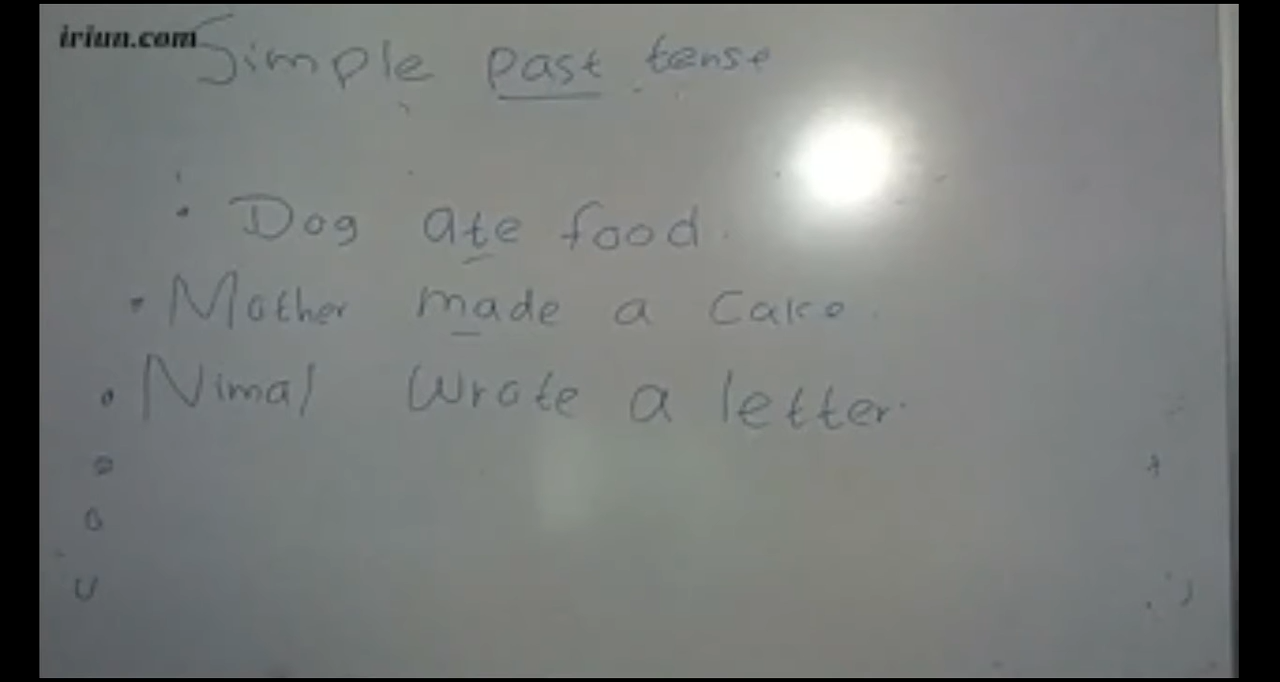 iriun.com
Simple past tense
• Dog ate food.
• Mother made a cake.
• Nimal wrote a letter.